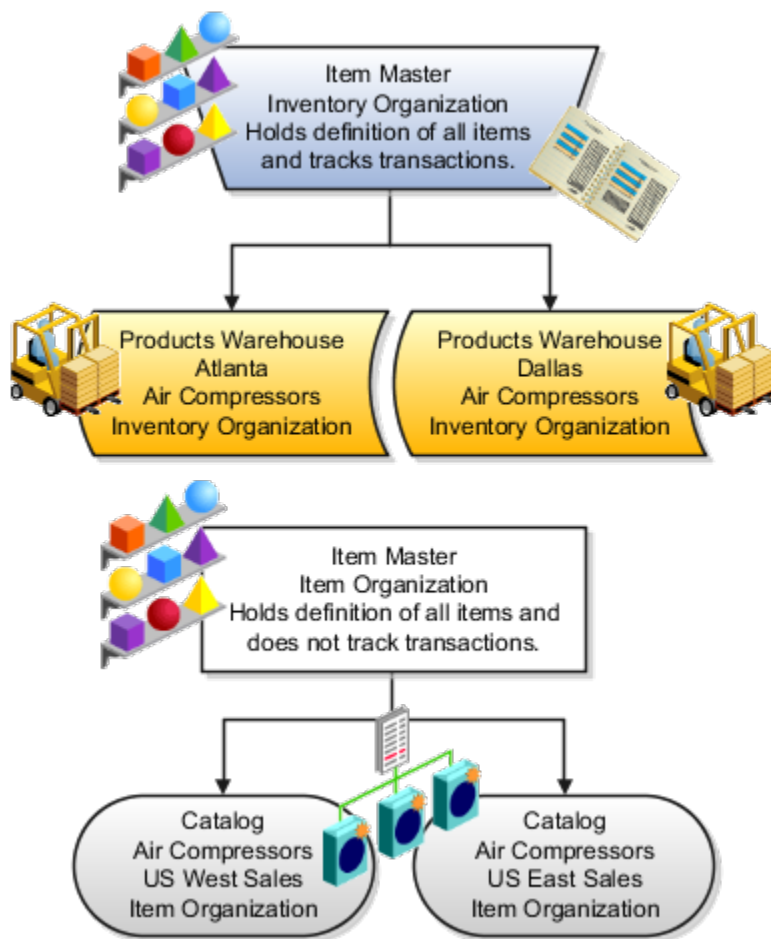 Item Master
Inventory Organization
Holds definition of all items
and tracks transactions.
Products Warehouse
Atlanta
Air Compressors
Inventory Organization
Products Warehouse
Dallas
Air Compressors
Inventory Organization
Item Master
Item Organization
Holds definition of all items and
does not track transactions.
Catalog
Air Compressors
US West Sales
Item Organization
Catalog
Air Compressors
US East Sales
Item Organization